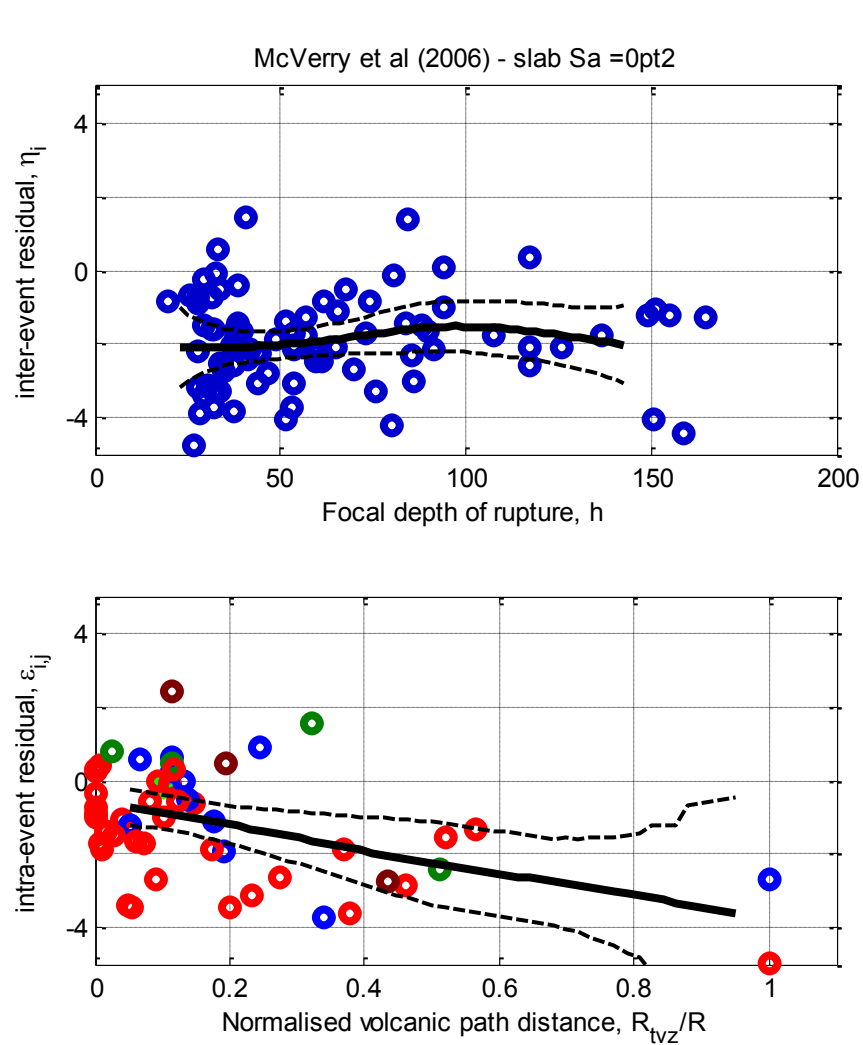 McVerry et al (2006) - slab Sa =0pt2
4
0
-4
inter-event residual, η_i
0 50 100 150 200
Focal depth of rupture, h
4
0
-4
intra-event residual, ε_i,j
0 0.2 0.4 0.6 0.8 1
Normalised volcanic path distance, R_tvz/R